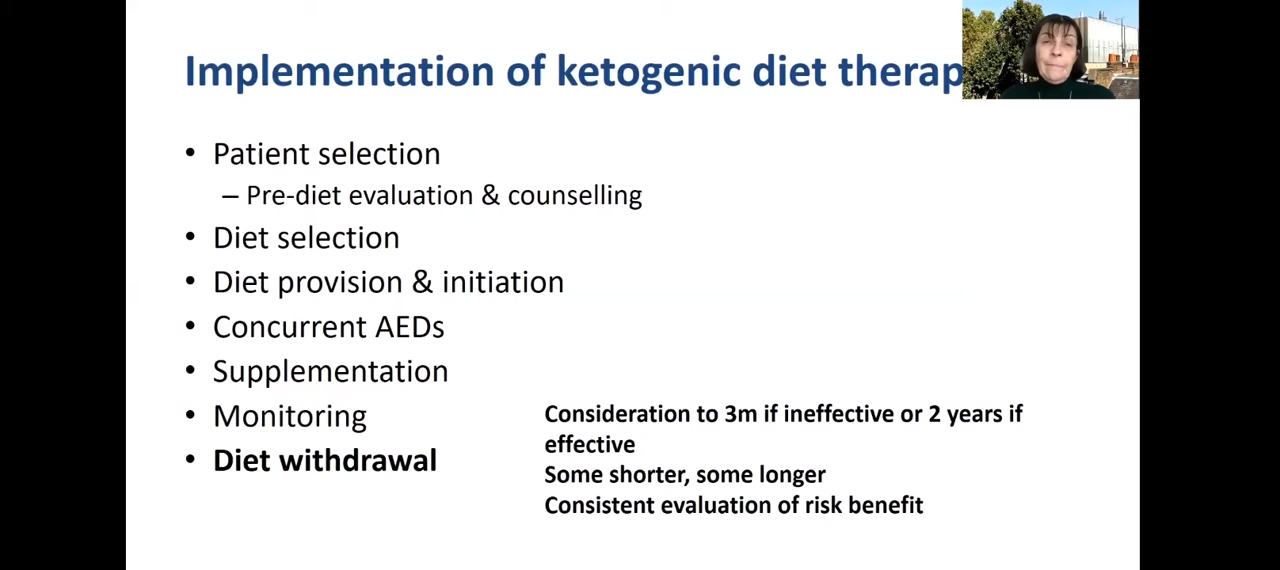 Implementation of ketogenic diet therap
• Patient selection
– Pre-diet evaluation & counselling
• Diet selection
• Diet provision & initiation
• Concurrent AEDs
• Supplementation
• Monitoring
• Diet withdrawal
Consideration to 3m if ineffective or 2 years if
effective
Some shorter, some longer
Consistent evaluation of risk benefit